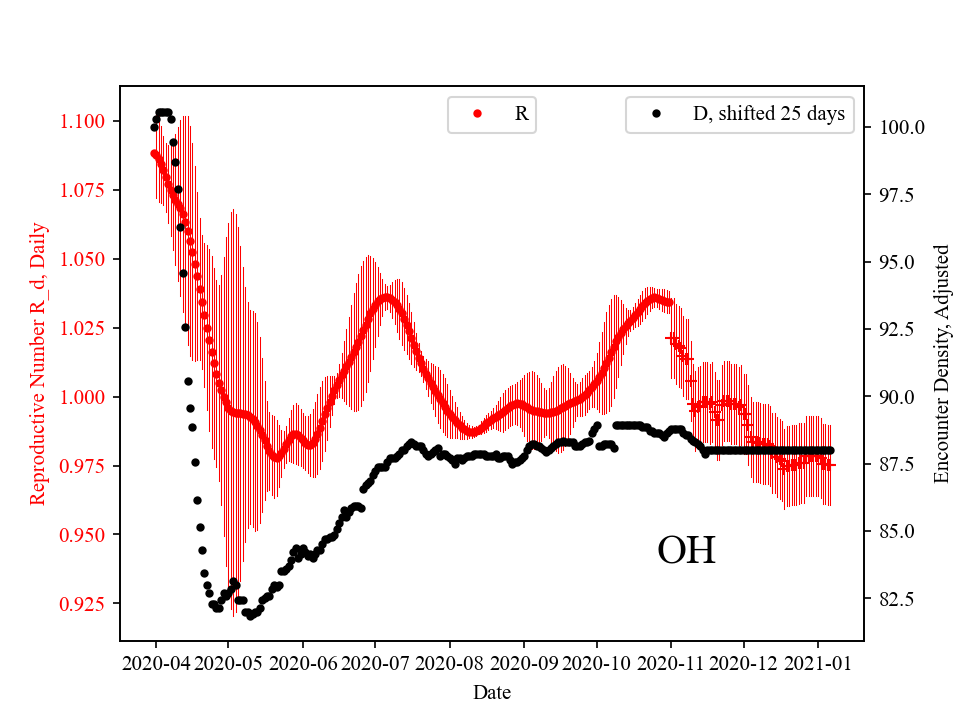 R
D, shifted 25 days
1.100
1.075
1.050
1.025
1.000
0.975
0.950
0.925
Reproductive Number R_d, Daily
100.0
97.5
95.0
92.5
90.0
87.5
85.0
82.5
Encounter Density, Adjusted
OH
2020-04 2020-05 2020-06 2020-07 2020-08 2020-09 2020-10 2020-11 2020-12 2021-01
Date